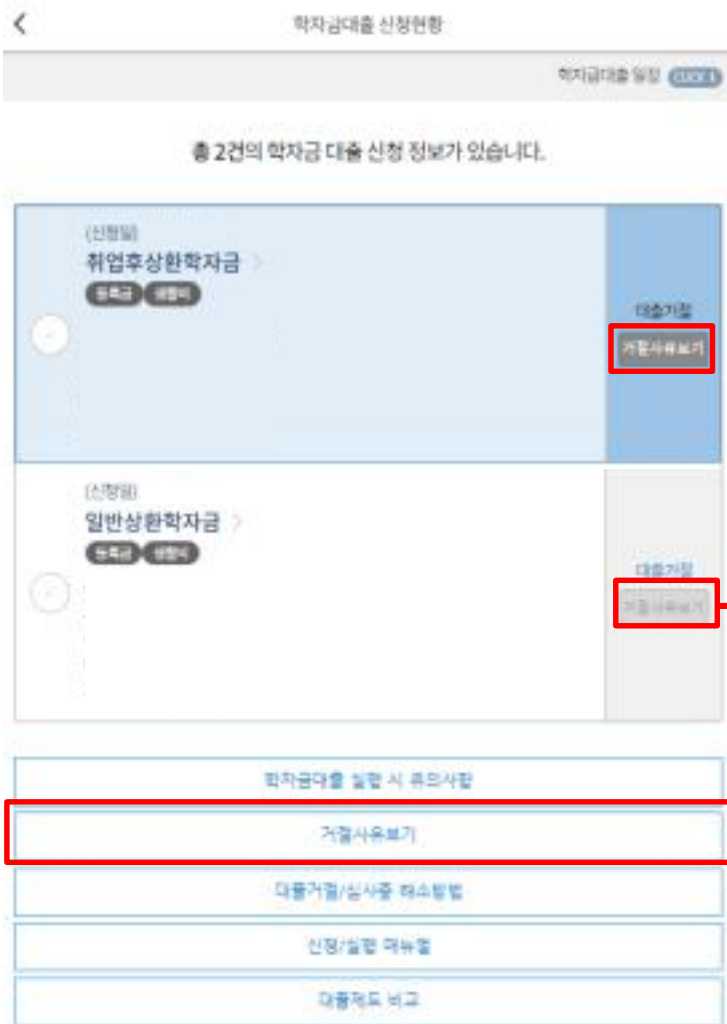 학자금대출 신청현황
학자금대출 일정 CLICK
총 2건의 학자금 대출 신청 정보가 있습니다.
(신청일)
취업후상환학자금
등록금 생활비
대출거절
거절사유보기
(신청일)
일반상환학자금
등록금 생활비
대출거절
거절사유보기
학자금대출 실행 시 유의사항
거절사유보기
대출거절/심사중 해소방법
신청/실행 매뉴얼
대출제도 비교